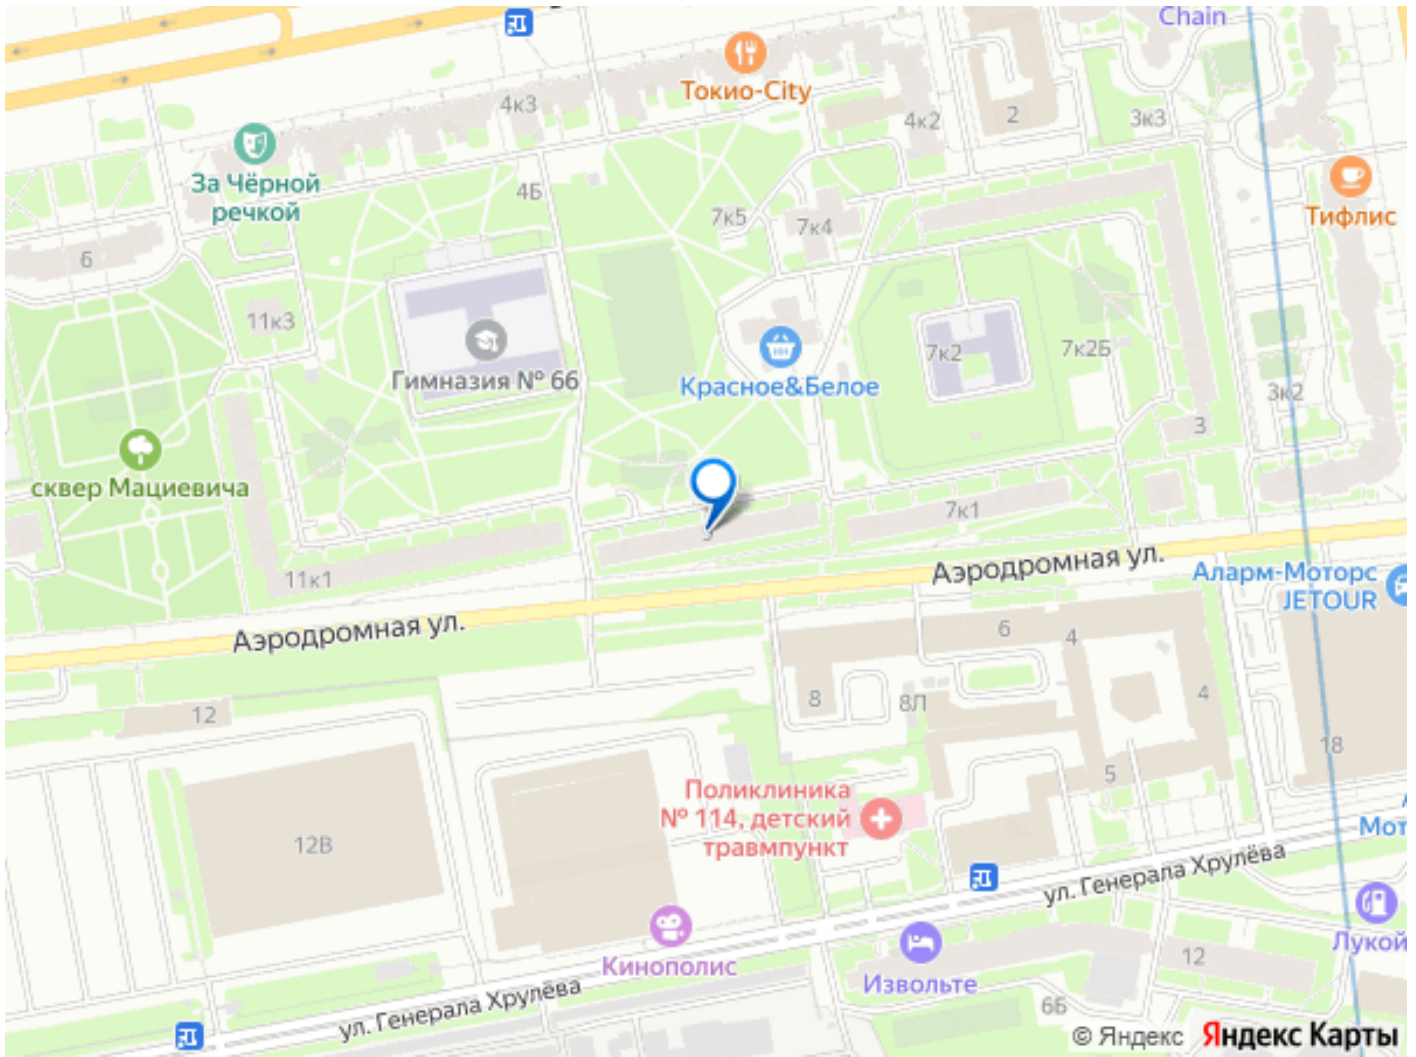 Chain
Токио-City
4к3
4к2
2
3к3
За Чёрной
речкой
4Б
7к5
7к4
Тифлис
6
11к3
7к2
7к2Б
Гимназия № 66
Красное&Белое
3к2
3
сквер Мациевича
7к1
11к1
Аэродромная ул.
Аларм-Моторс
JETOUR
Аэродромная ул.
6
4
8
8Л
4
12
18
5
Поликлиника
№ 114, детский
травмпункт
12В
Мот
ул. Генерала Хрулёва
Лукой
Кинополис
Извольте
12
ул. Генерала Хрулёва
6Б
© Яндекс Яндекс Карты